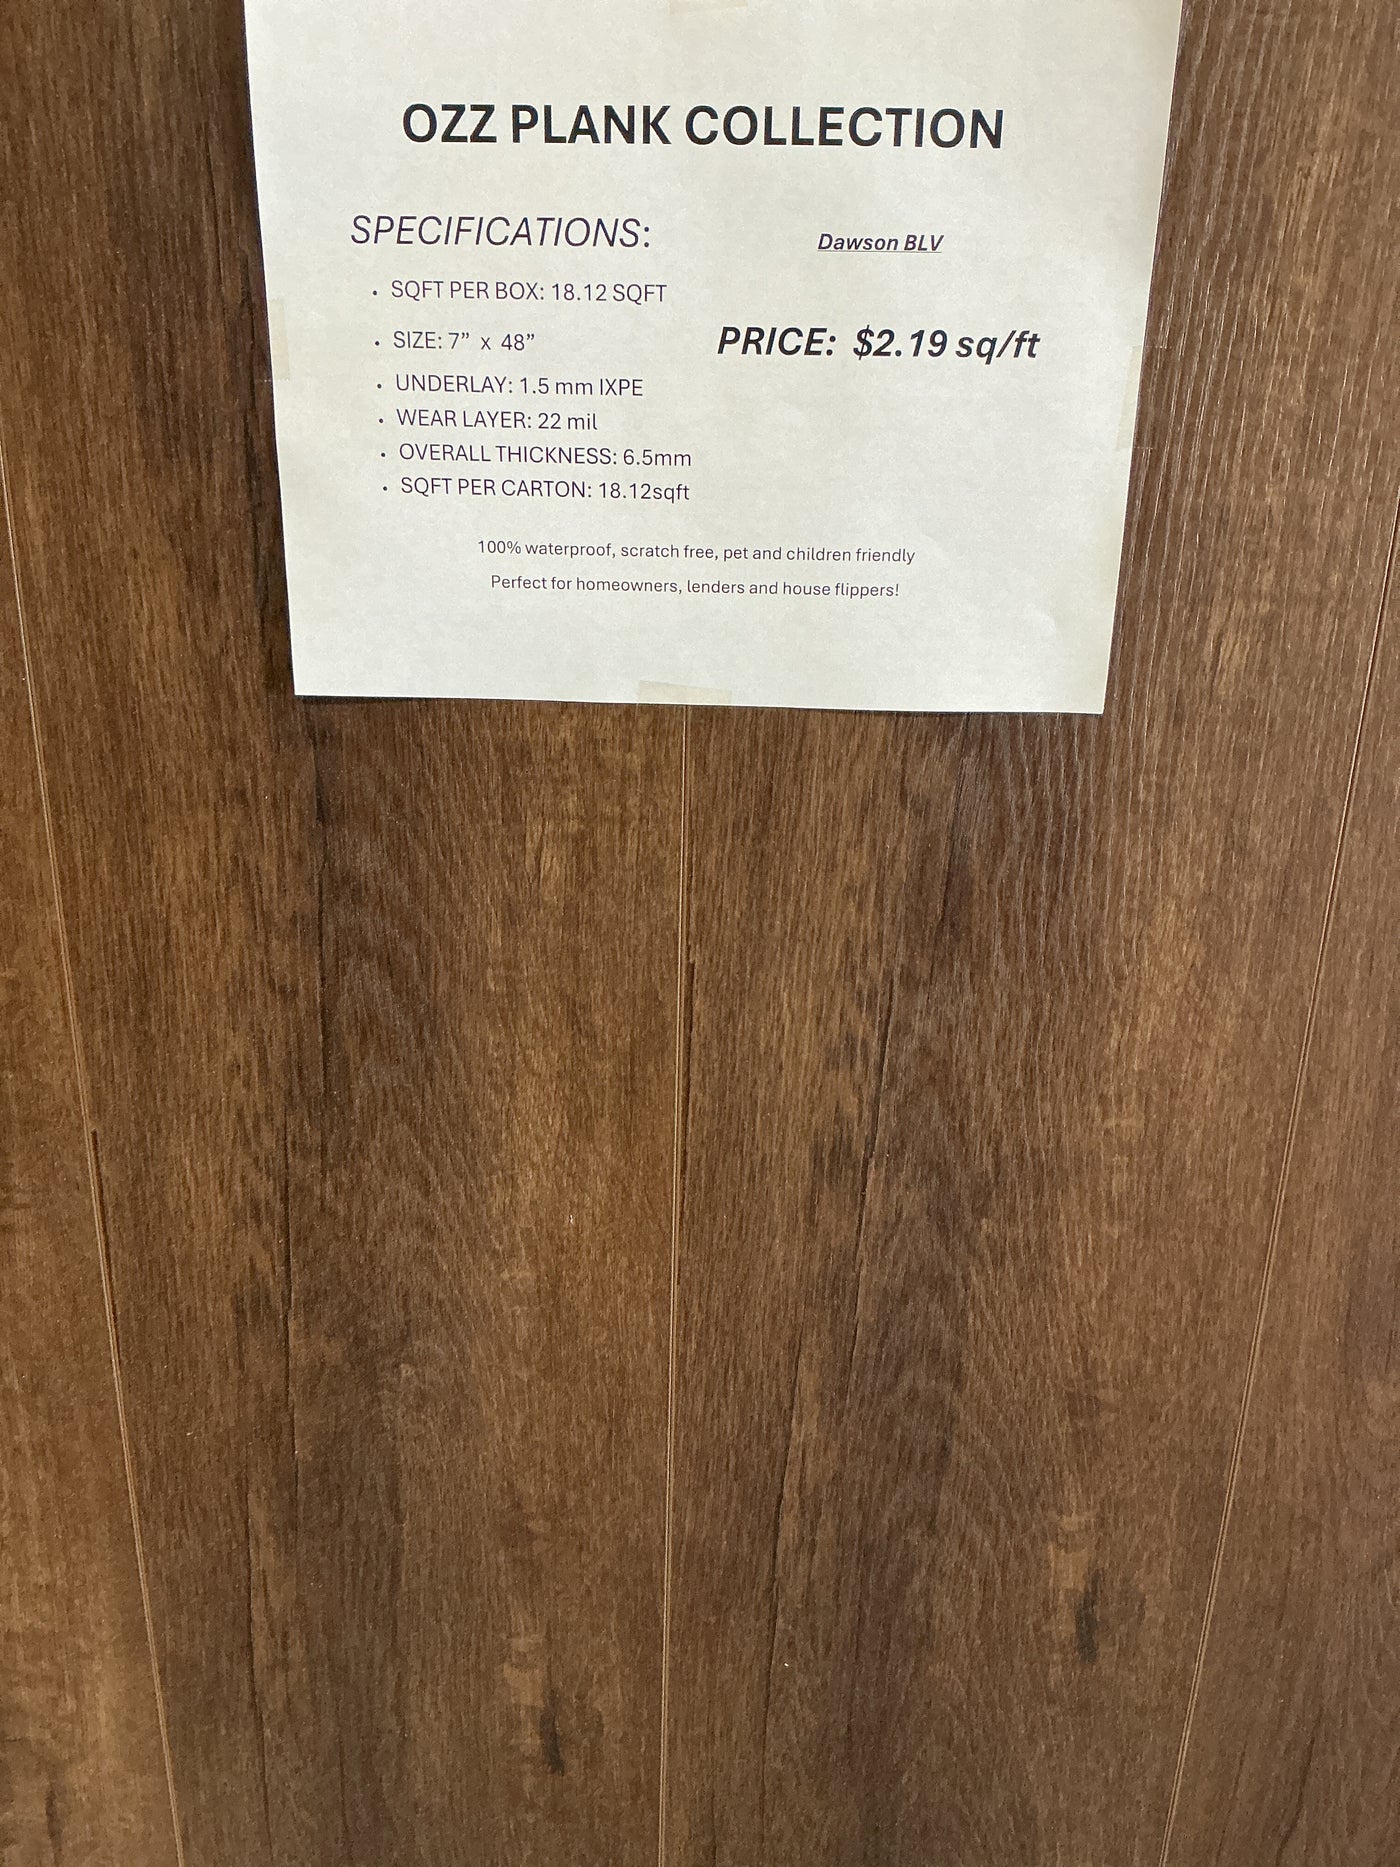 OZZ PLANK COLLECTION
SPECIFICATIONS:
Dawson BLV
• SQFT PER BOX: 18.12 SQFT
• SIZE: 7” x 48”
PRICE: $2.19 sq/ft
• UNDERLAY: 1.5 mm IXPE
• WEAR LAYER: 22 mil
• OVERALL THICKNESS: 6.5mm
• SQFT PER CARTON: 18.12sqft
100% waterproof, scratch free, pet and children friendly
Perfect for homeowners, lenders and house flippers!